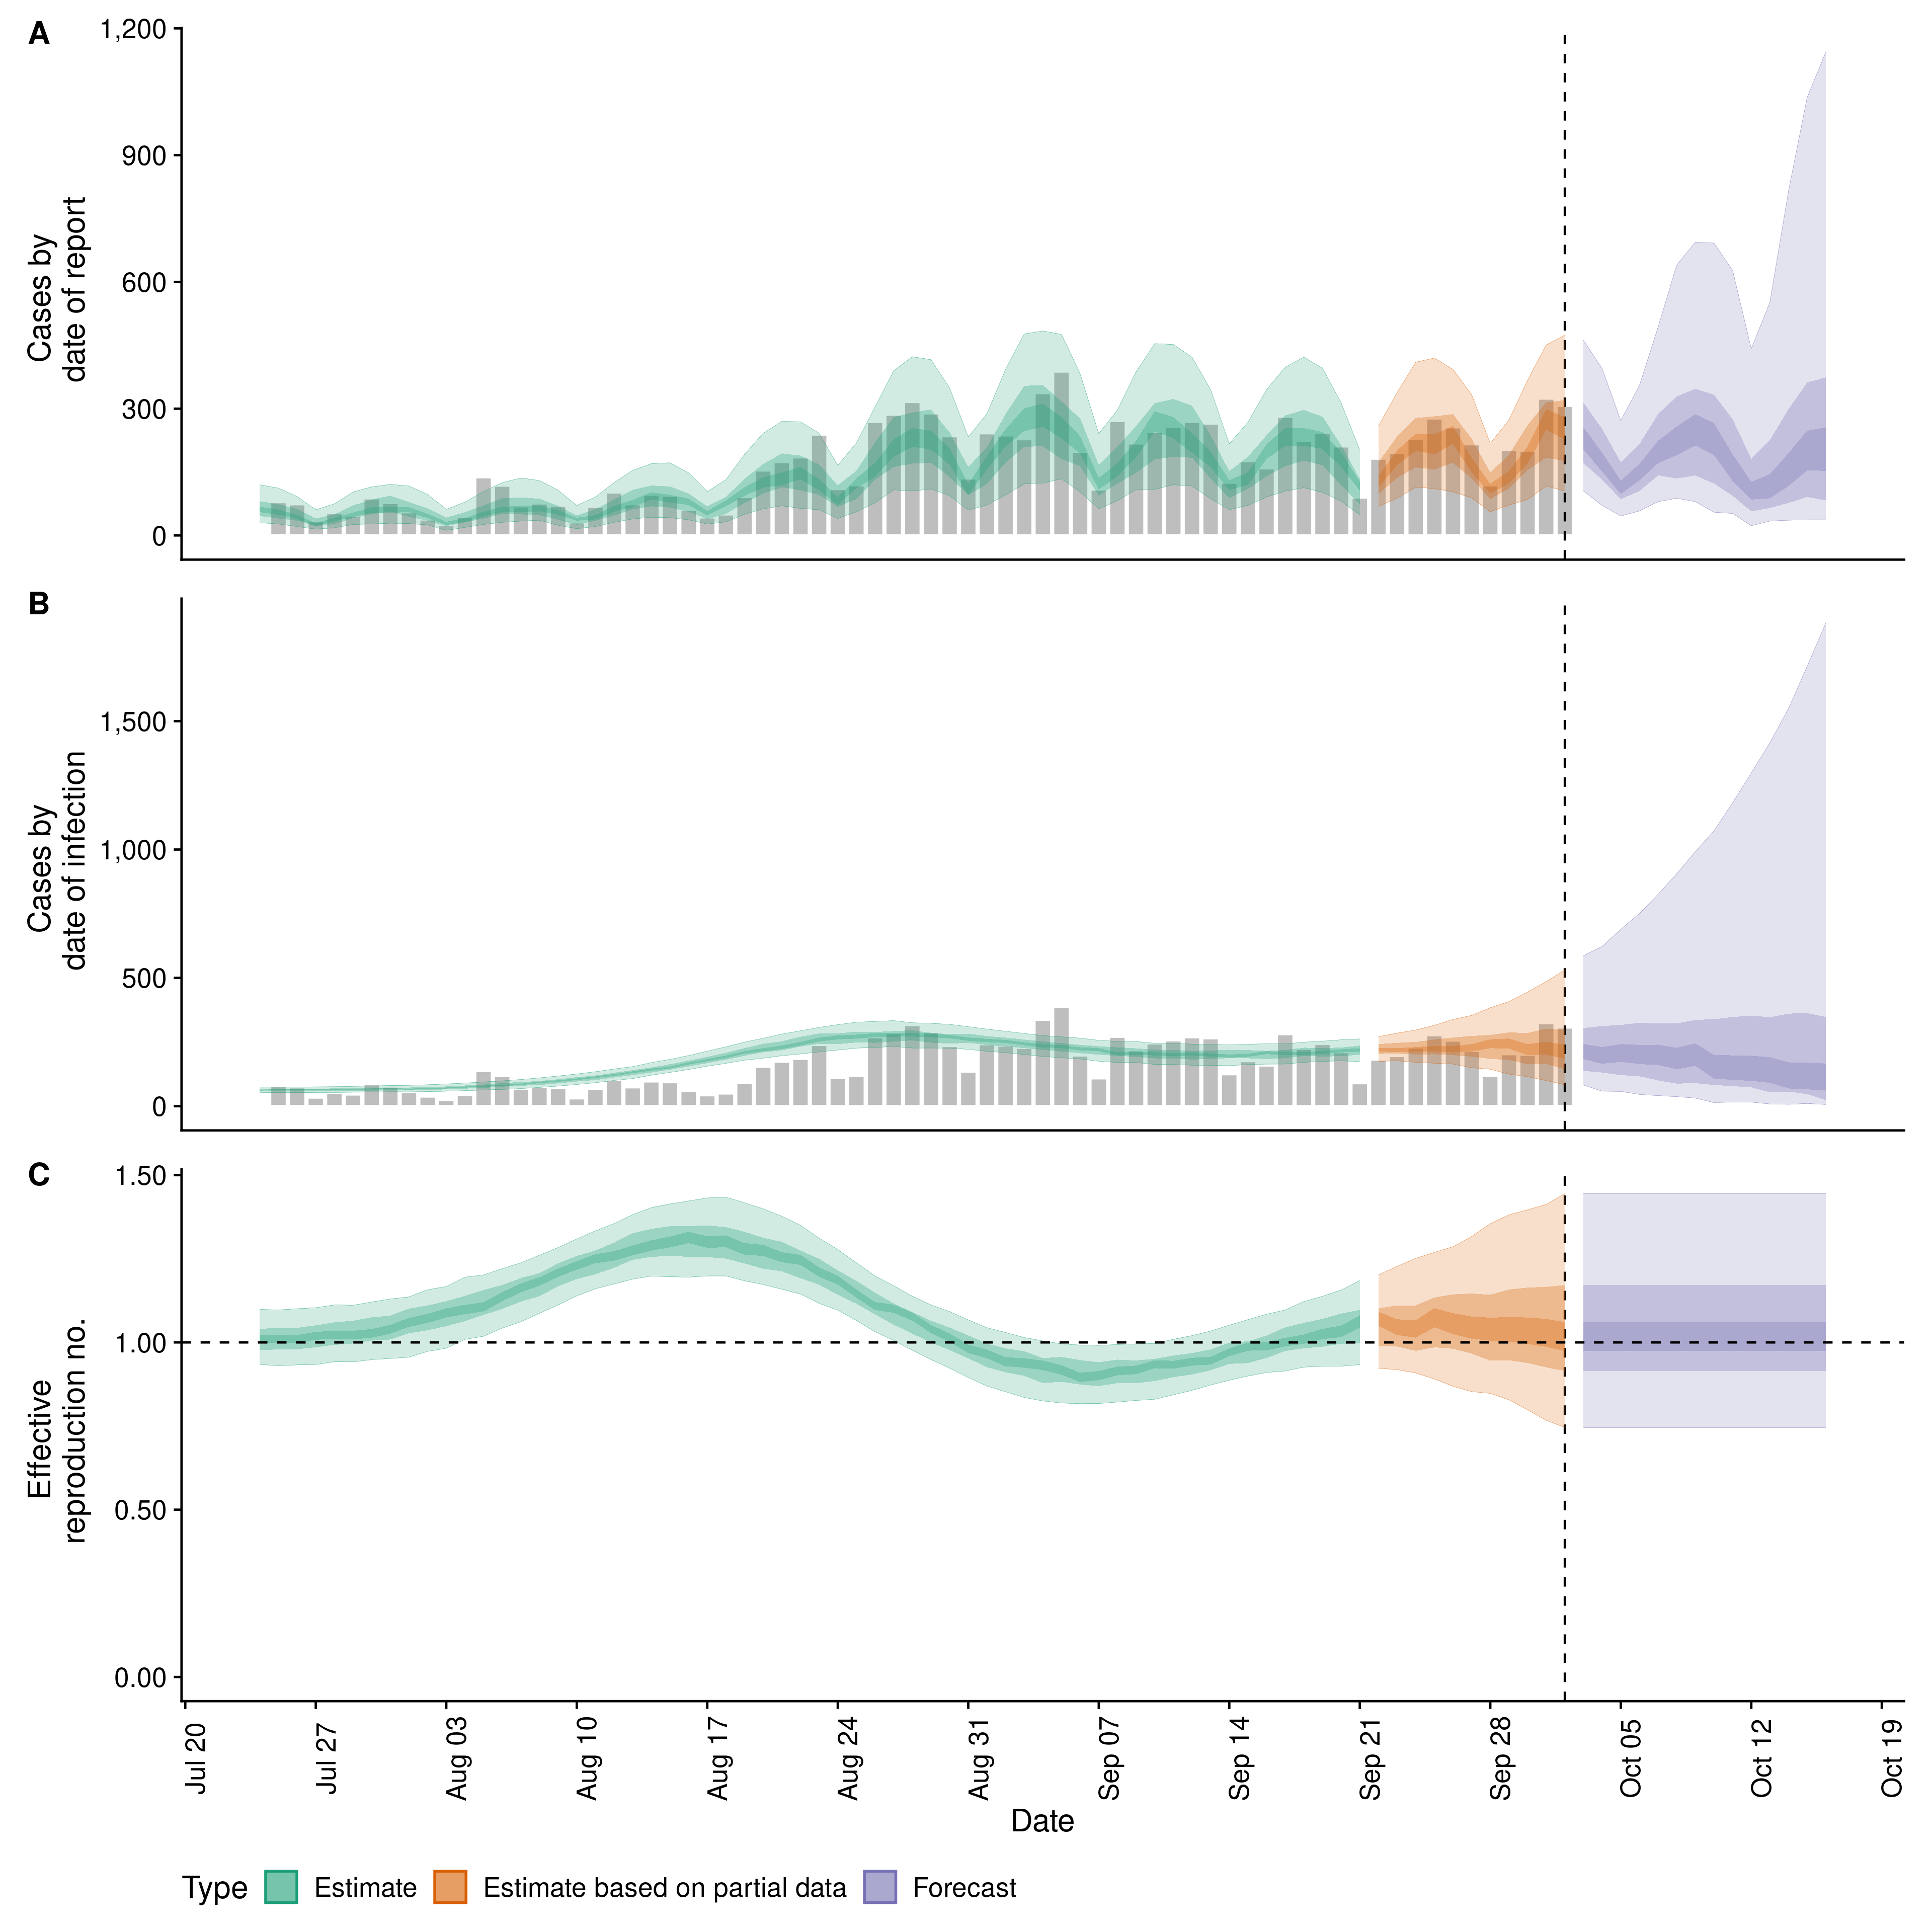 A
Cases by
date of report
1,200
900
600
300
0
B
Cases by
date of infection
1,500
1,000
500
0
C
Effective
reproduction no.
1.50
1.00
0.50
0.00
Jul 20
Jul 27
Aug 03
Aug 10
Aug 17
Aug 24
Aug 31
Sep 07
Sep 14
Sep 21
Sep 28
Oct 05
Oct 12
Oct 19
Date
Type Estimate Estimate based on partial data Forecast